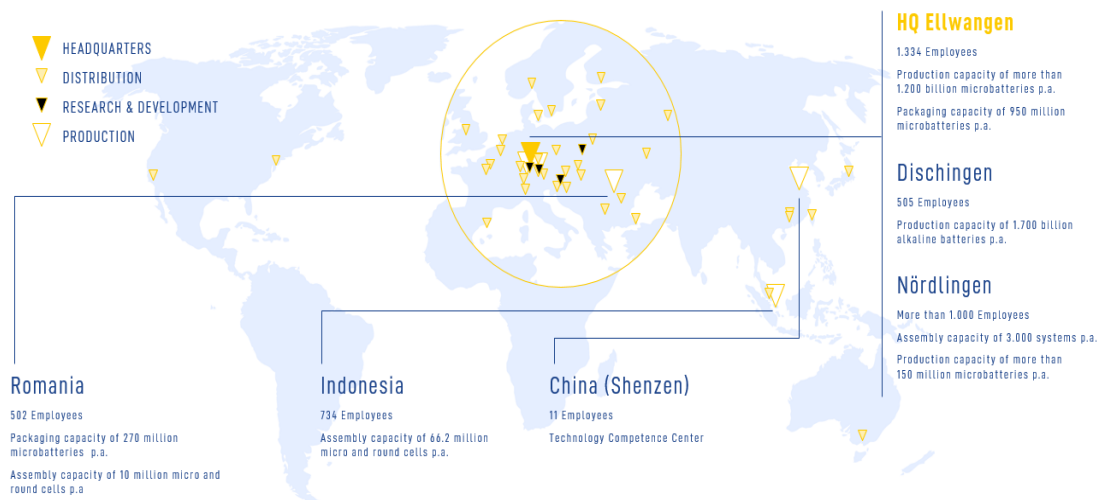 HEADQUARTERS
DISTRIBUTION
RESEARCH & DEVELOPMENT
PRODUCTION
HQ Ellwangen
1.334 Employees
Production capacity of more than
1.200 billion microbatteries p.a.
Packaging capacity of 950 million
microbatteries p.a.
Dischingen
505 Employees
Production capacity of 1.700 billion
alkaline batteries p.a.
Nördlingen
More than 1.000 Employees
Assembly capacity of 3.000 systems p.a.
Production capacity of more than
150 million microbatteries p.a.
Romania
502 Employees
Packaging capacity of 270 million
microbatteries p.a.
Assembly capacity of 10 million micro and
round cells p.a
Indonesia
734 Employees
Assembly capacity of 66.2 million
micro and round cells p.a.
China (Shenzen)
11 Employees
Technology Competence Center